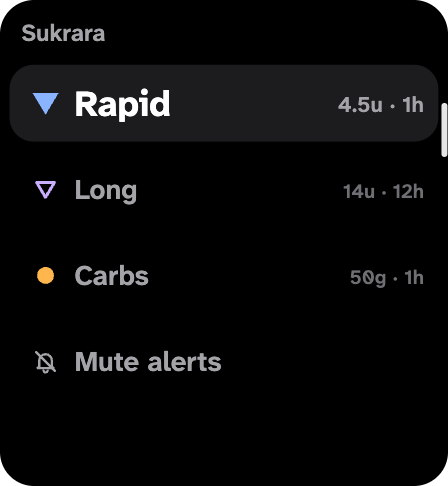 Sukrara
Rapid 4.5u · 1h
Long 14u · 12h
Carbs 50g · 1h
Mute alerts